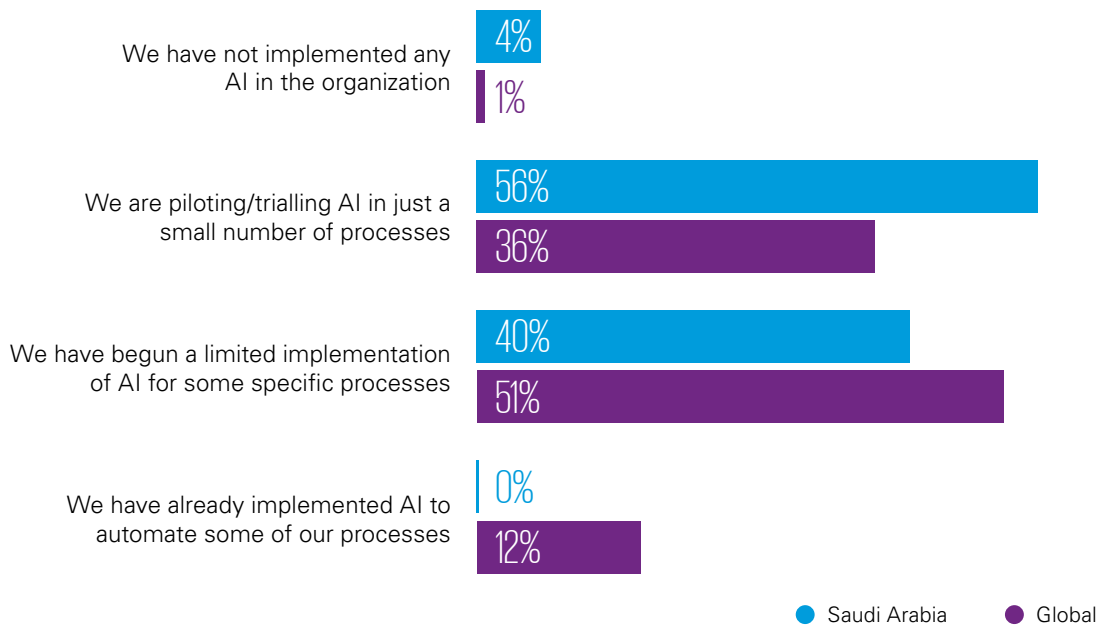 We have not implemented any
AI in the organization
4%
1%
We are piloting/trialling AI in just a
small number of processes
56%
36%
We have begun a limited implementation
of AI for some specific processes
40%
51%
We have already implemented AI to
automate some of our processes
0%
12%
Saudi Arabia
Global